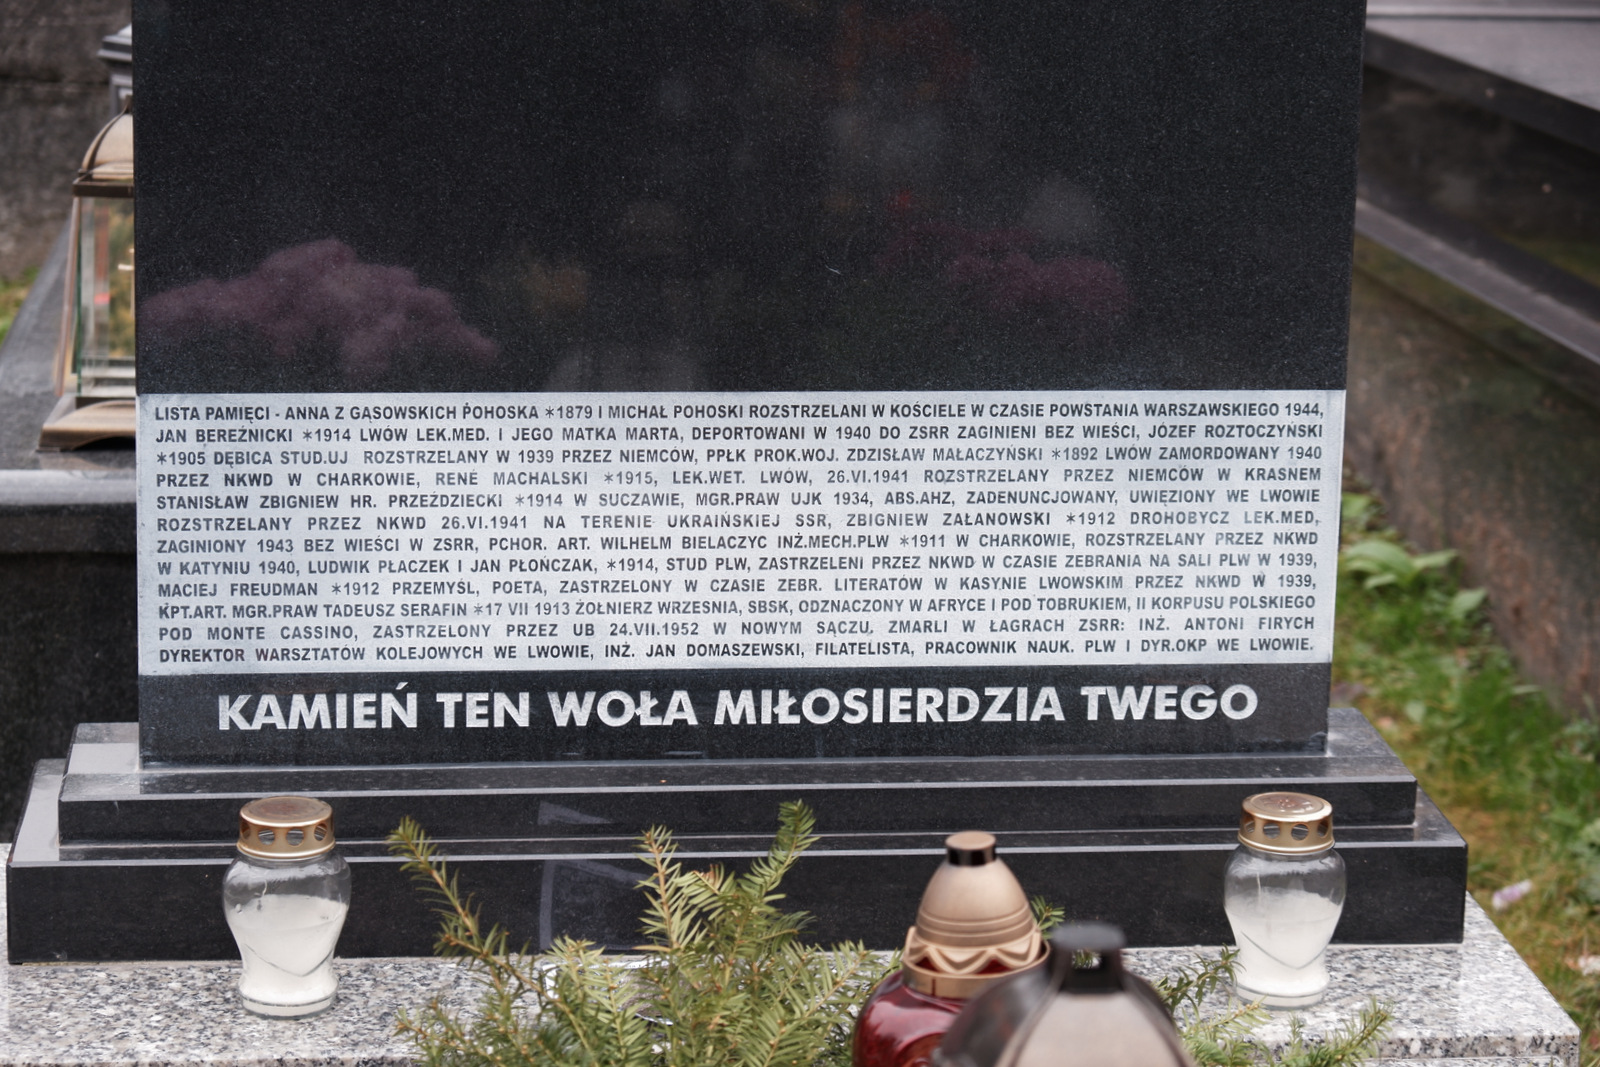 LISTA PAMIĘCI - ANNA Z GĄSOWSKICH POHOSKA ✶1879 I MICHAŁ POHOSKI ROZSTRZELANI W KOŚCIELE W CZASIE POWSTANIA WARSZAWSKIEGO 1944,
JAN BEREŹNICKI ✶1914 LWÓW LEK.MED. I JEGO MATKA MARTA, DEPORTOWANI W 1940 DO ZSRR ZAGINIENI BEZ WIEŚCI, JÓZEF ROZTOCZYŃSKI
✶1905 DĘBICA STUD.UJ ROZSTRZELANY W 1939 PRZEZ NIEMCÓW, PPŁK PROK.WOJ. ZDZISŁAW MAŁACZYŃSKI ✶1892 LWÓW ZAMORDOWANY 1940
PRZEZ NKWD W CHARKOWIE, RENÉ MACHALSKI ✶1915, LEK.WET. LWÓW, 26.VI.1941 ROZSTRZELANY PRZEZ NIEMCÓW W KRASNEM
STANISŁAW ZBIGNIEW HR. PRZEŹDZIECKI ✶1914 W SUCZAWIE, MGR.PRAW UJK 1934, ABS.AHZ, ZADENUNCJOWANY, UWIĘZIONY WE LWOWIE
ROZSTRZELANY PRZEZ NKWD 26.VI.1941 NA TERENIE UKRAIŃSKIEJ SSR, ZBIGNIEW ZAŁANOWSKI ✶1912 DROHOBYCZ LEK.MED,
ZAGINIONY 1943 BEZ WIEŚCI W ZSRR, PCHOR. ART. WILHELM BIELACZYC INŻ.MECH.PLW ✶1911 W CHARKOWIE, ROZSTRZELANY PRZEZ NKWD
W KATYNIU 1940, LUDWIK PŁACZEK I JAN PŁOŃCZAK, ✶1914, STUD PLW, ZASTRZELENI PRZEZ NKWD W CZASIE ZEBRANIA NA SALI PLW W 1939,
MACIEJ FREUDMAN ✶1912 PRZEMYŚL, POETA, ZASTRZELONY W CZASIE ZEBR. LITERATÓW W KASYNIE LWOWSKIM PRZEZ NKWD W 1939,
KPT.ART. MGR.PRAW TADEUSZ SERAFIN ✶17 VII 1913 ŻOŁNIERZ WRZESNIA, SBSK, ODZNACZONY W AFRYCE I POD TOBRUKIEM, II KORPUSU POLSKIEGO
POD MONTE CASSINO, ZASTRZELONY PRZEZ UB 24.VII.1952 W NOWYM SĄCZU, ZMARLI W ŁAGRACH ZSRR: INŻ. ANTONI FIRYCH
DYREKTOR WARSZTATÓW KOLEJOWYCH WE LWOWIE, INŻ. JAN DOMASZEWSKI, FILATELISTA, PRACOWNIK NAUK. PLW I DYR.OKP WE LWOWIE.
KAMIEŃ TEN WOŁA MIŁOSIERDZIA TWEGO